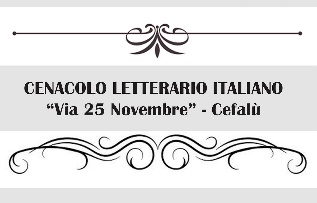 CENACOLO LETTERARIO ITALIANO
“Via 25 Novembre” - Cefalù